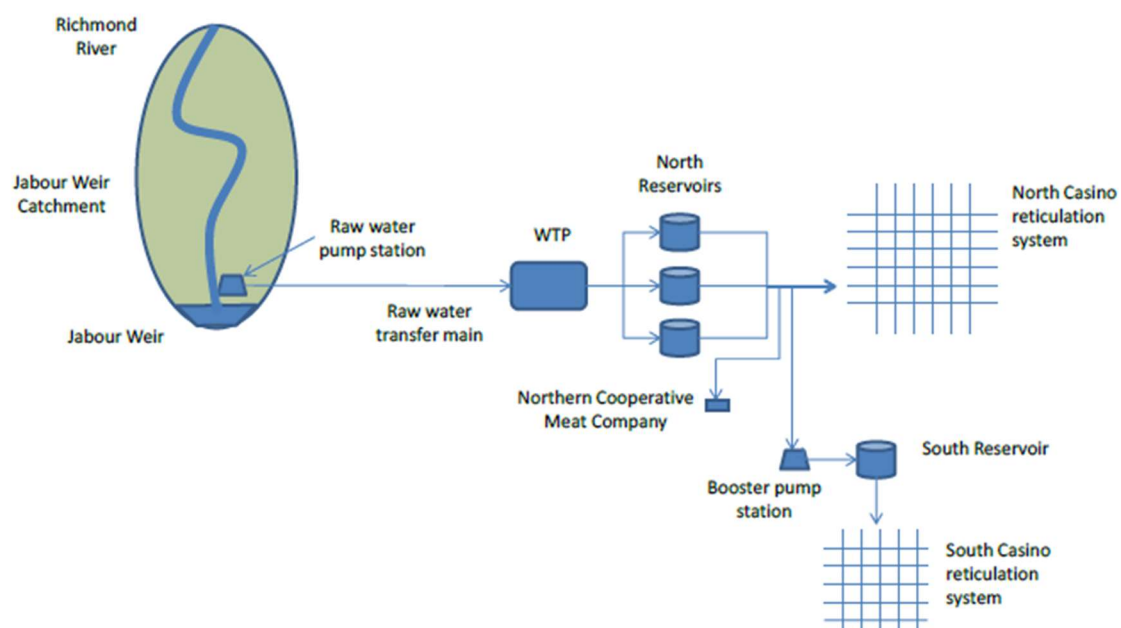 Richmond
River
Jabour Weir
Catchment
Raw water
pump station
Jabour Weir
Raw water
transfer main
WTP
North
Reservoirs
North Casino
reticulation
system
Northern Cooperative
Meat Company
South Reservoir
Booster pump
station
South Casino
reticulation
system